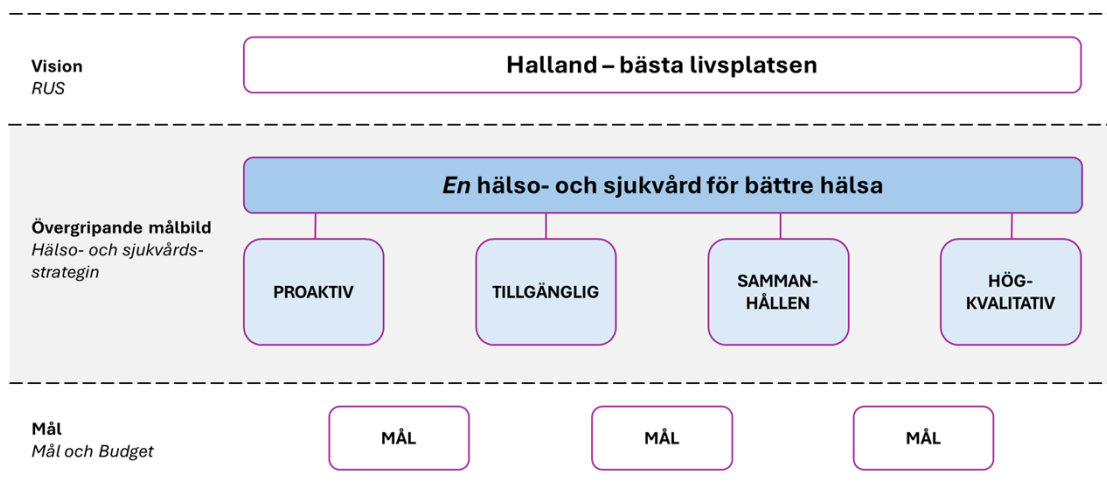 Vision
RUS
Halland – bästa livsplatsen
Övergripande målbild
Hälso- och sjukvårds-
strategin
En hälso- och sjukvård för bättre hälsa
PROAKTIV
TILLGÄNGLIG
SAMMAN-
HÅLLEN
HÖG-
KVALITATIV
Mål
Mål och Budget
MÅL
MÅL
MÅL